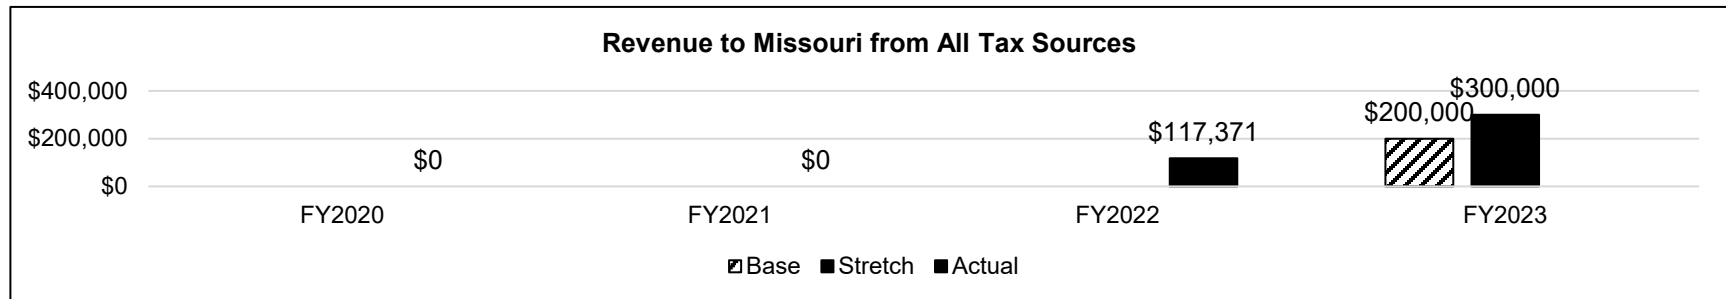 Revenue to Missouri from All Tax Sources
$400,000
$200,000
$0
$0
$0
$117,371
$200,000
$300,000
FY2020
FY2021
FY2022
FY2023
Base
Stretch
Actual